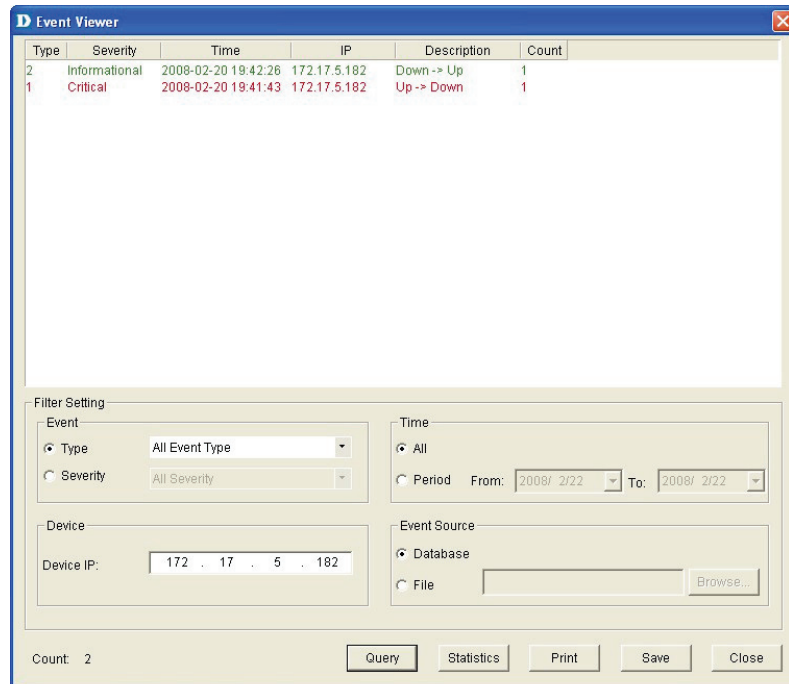 D Event Viewer
Type Severity Time IP Description Count
2 Informational 2008-02-20 19:42:26 172.17.5.182 Down -> Up 1
1 Critical 2008-02-20 19:41:43 172.17.5.182 Up -> Down 1
Filter Setting
Event
Type All Event Type
Severity All Severity
Time
All
Period From: 2008/ 2/22 To: 2008/ 2/22
Device
Device IP: 172 . 17 . 5 . 182
Event Source
Database
File Browse...
Count: 2 Query Statistics Print Save Close